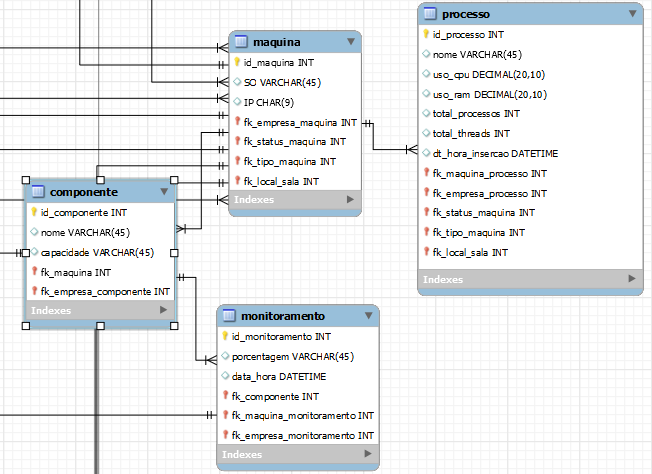 maquina
id_maquina INT
SO VARCHAR(45)
IP CHAR(9)
fk_empresa_maquina INT
fk_status_maquina INT
fk_tipo_maquina INT
fk_local_sala INT
Indexes
processo
id_processo INT
nome VARCHAR(45)
uso_cpu DECIMAL(20,10)
uso_ram DECIMAL(20,10)
total_processos INT
total_threads INT
dt_hora_insercao DATETIME
fk_maquina_processo INT
fk_empresa_processo INT
fk_status_maquina INT
fk_tipo_maquina INT
fk_local_sala INT
Indexes
componente
id_componente INT
nome VARCHAR(45)
capacidade VARCHAR(45)
fk_maquina INT
fk_empresa_componente INT
Indexes
monitoramento
id_monitoramento INT
porcentagem VARCHAR(45)
data_hora DATETIME
fk_componente INT
fk_maquina_monitoramento INT
fk_empresa_monitoramento INT
Indexes